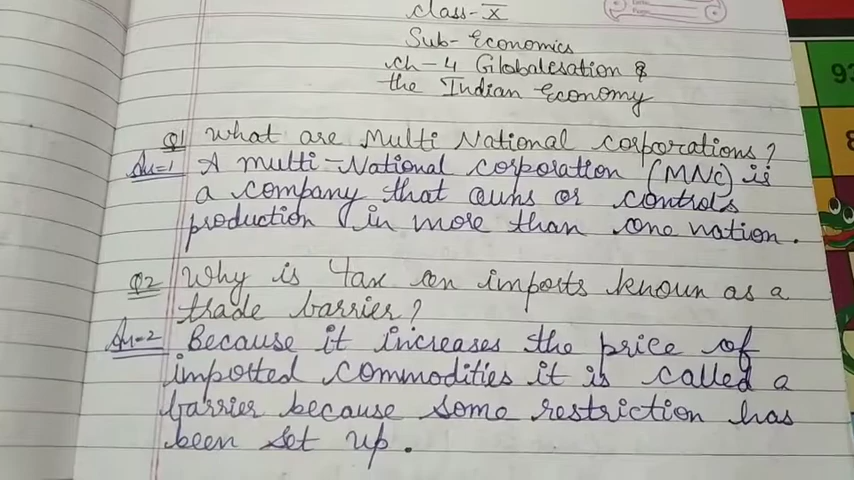 Class-X
Sub- Economics
Ch-4 Globalesation &
the Indian Economy
Q1 What are Multi National corporations?
Ans=1 A multi-National corporation (MNC) is
a company that owns or controls
production in more than one nation.
Q2 Why is tax on imports known as a
trade barrier?
Ans=2 Because it increases the price of
imported commodities it is called a
barrier because some restriction has
been set up.
93
8